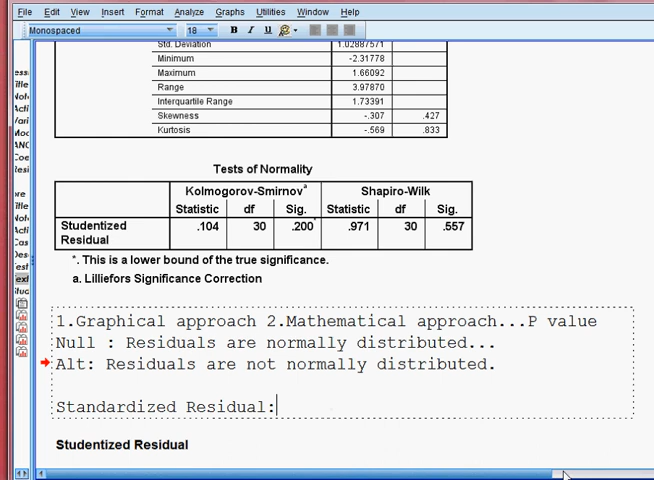 File Edit View Insert Format Analyze Graphs Utilities Window Help
Monospaced 18 B I U
Std. Deviation 1.02887571
Minimum -2.31778
Maximum 1.66092
Range 3.97870
Interquartile Range 1.73391
Skewness -.307 .427
Kurtosis -.569 .833
Tests of Normality
Kolmogorov-Smirnov a Shapiro-Wilk
Statistic df Sig. Statistic df Sig.
Studentized Residual .104 30 .200* .971 30 .557
*. This is a lower bound of the true significance.
a. Lilliefors Significance Correction
1.Graphical approach 2.Mathematical approach...P value
Null : Residuals are normally distributed...
Alt: Residuals are not normally distributed.
Standardized Residual:
Studentized Residual